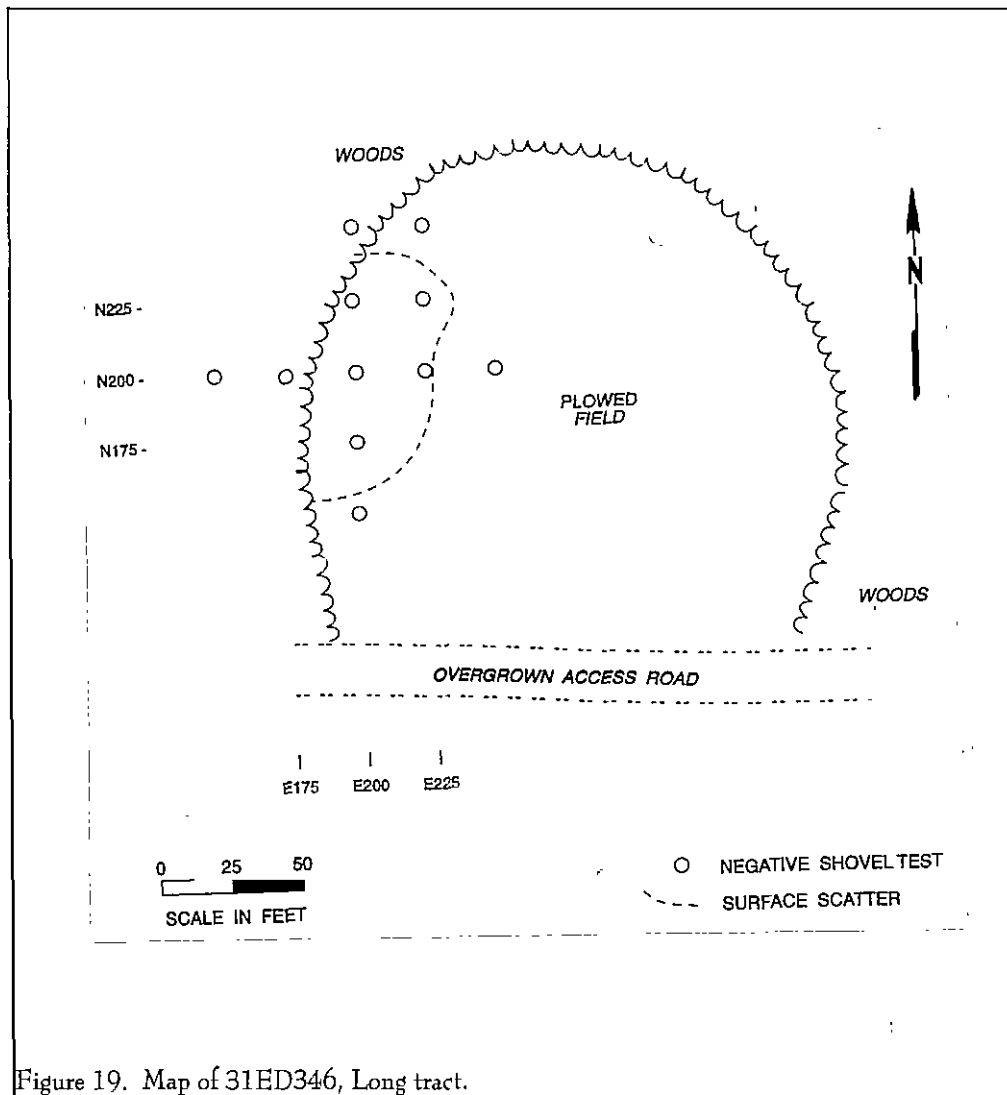 WOODS
N
N225 -
N200 -
PLOWED
FIELD
N175 -
WOODS
OVERGROWN ACCESS ROAD
E175 E200 E225
0 25 50
SCALE IN FEET
NEGATIVE SHOVEL TEST
SURFACE SCATTER
Figure 19. Map of 31ED346, Long tract.